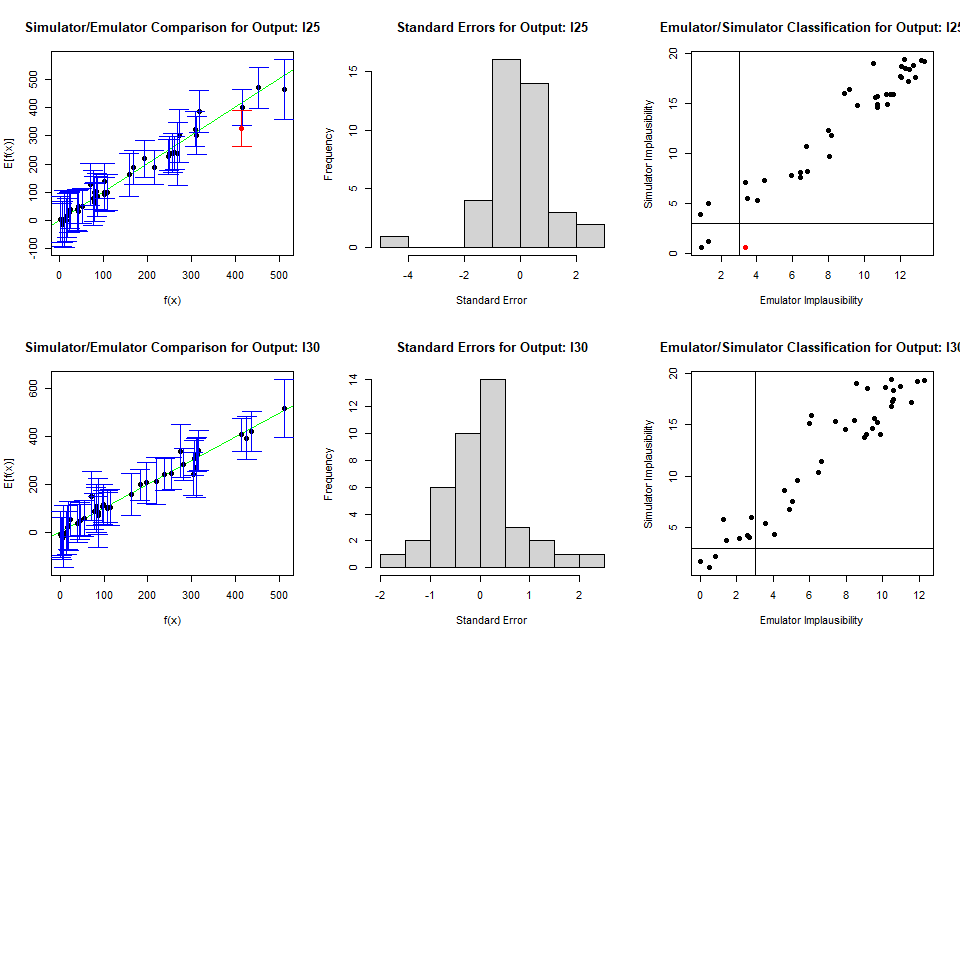 Simulator/Emulator Comparison for Output: I25
E[f(x)]
-100 0 100 200 300 400 500
0 100 200 300 400 500
f(x)
Standard Errors for Output: I25
Frequency
0 5 10 15
-4 -2 0 2
Standard Error
Emulator/Simulator Classification for Output: I25
Simulator Implausibility
0 5 10 15 20
2 4 6 8 10 12
Emulator Implausibility
Simulator/Emulator Comparison for Output: I30
E[f(x)]
0 200 400 600
0 100 200 300 400 500
f(x)
Standard Errors for Output: I30
Frequency
0 2 4 6 8 10 12 14
-2 -1 0 1 2
Standard Error
Emulator/Simulator Classification for Output: I30
Simulator Implausibility
5 10 15 20
0 2 4 6 8 10 12
Emulator Implausibility